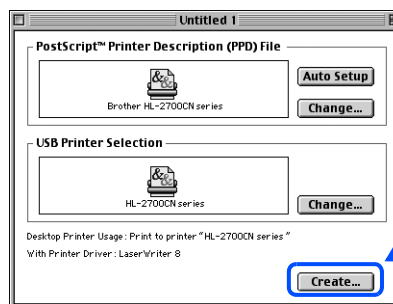 Untitled 1
PostScript™ Printer Description (PPD) File
Auto Setup
Brother HL-2700CN series
Change...
USB Printer Selection
HL-2700CN series
Change...
Desktop Printer Usage: Print to printer "HL-2700CN series "
With Printer Driver: LaserWriter 8
Create...